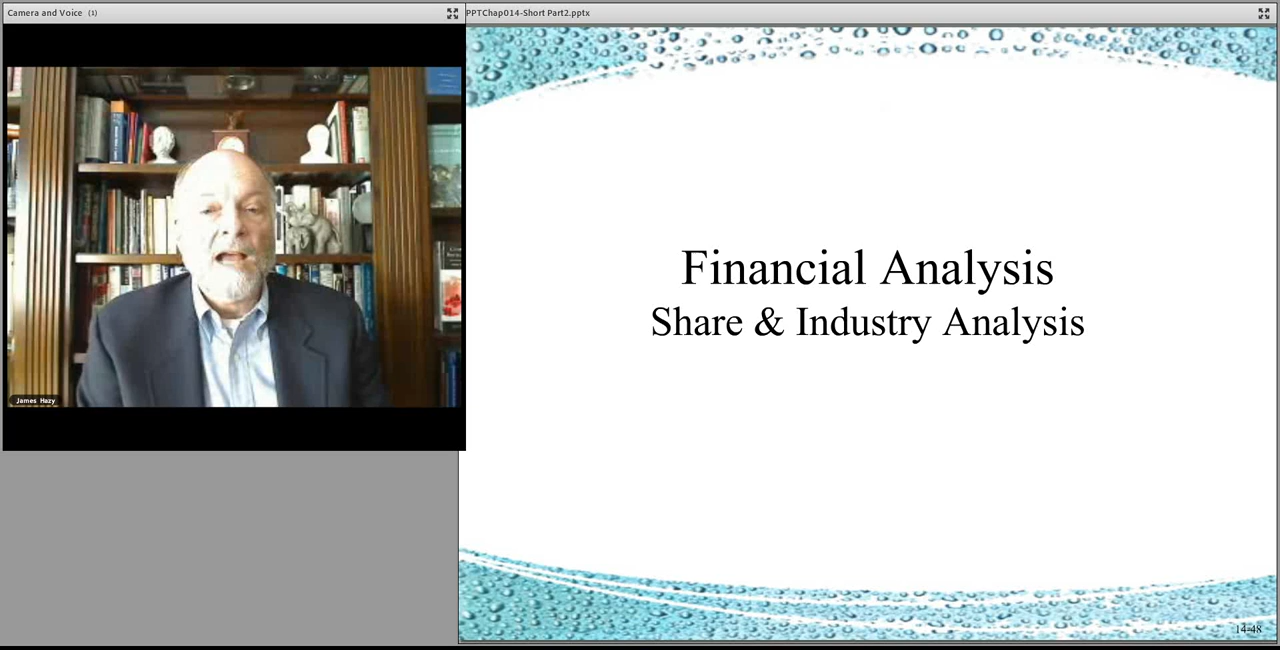 Camera and Voice (1)
PPTChap014-Short Part2.pptx
James Hazy
Financial Analysis
Share & Industry Analysis
14-48